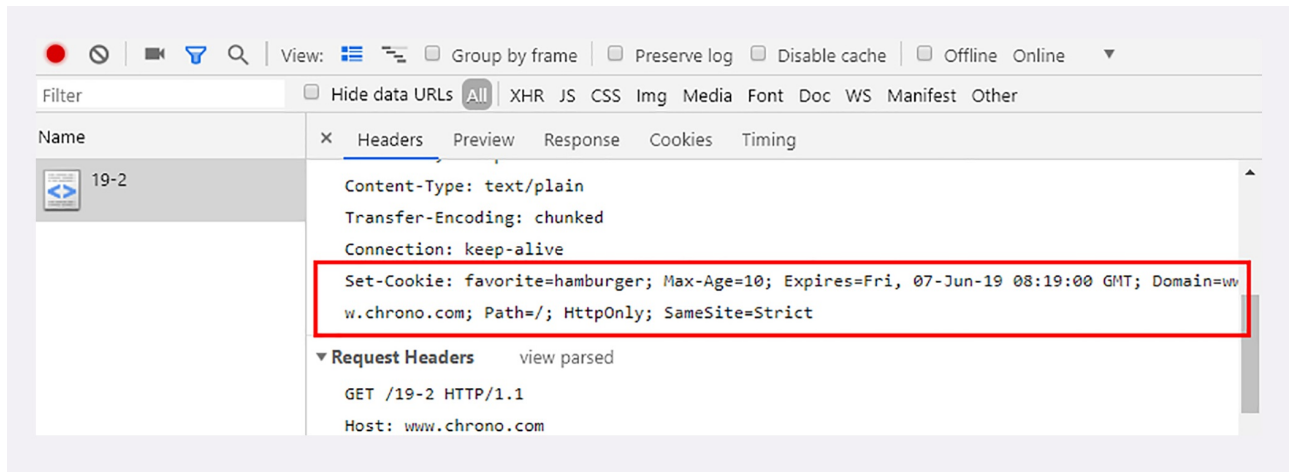 View: Group by frame Preserve log Disable cache Offline Online
Filter Hide data URLs All XHR JS CSS Img Media Font Doc WS Manifest Other
Name × Headers Preview Response Cookies Timing
19-2
Content-Type: text/plain
Transfer-Encoding: chunked
Connection: keep-alive
Set-Cookie: favorite=hamburger; Max-Age=10; Expires=Fri, 07-Jun-19 08:19:00 GMT; Domain=ww
w.chrono.com; Path=/; HttpOnly; SameSite=Strict
Request Headers view parsed
GET /19-2 HTTP/1.1
Host: www.chrono.com